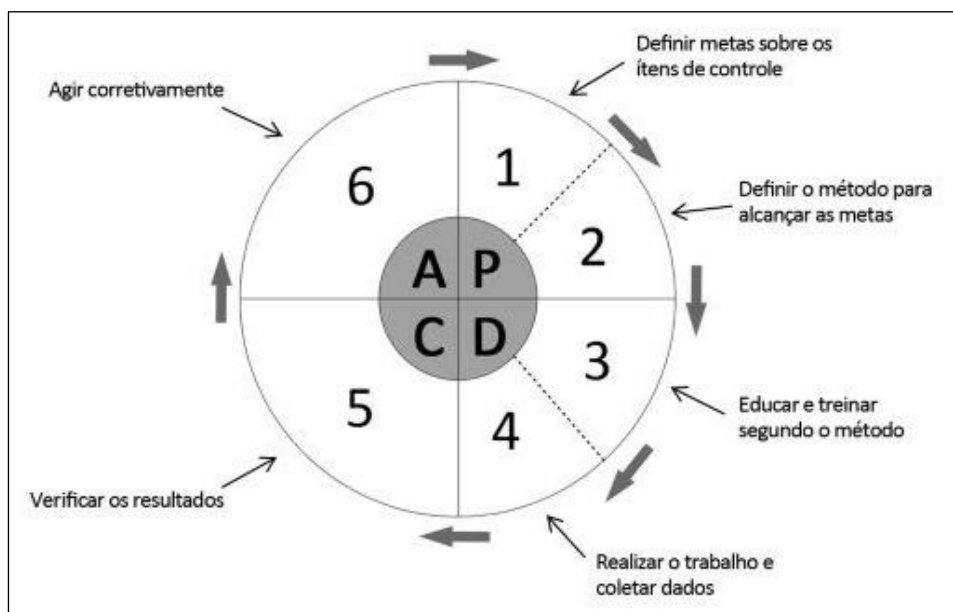 Definir metas sobre os
ítens de controle
Agir corretivamente
1
6
Definir o método para
alcançar as metas
2
A P
C D
3
5
4
Educar e treinar
segundo o método
Verificar os resultados
Realizar o trabalho e
coletar dados